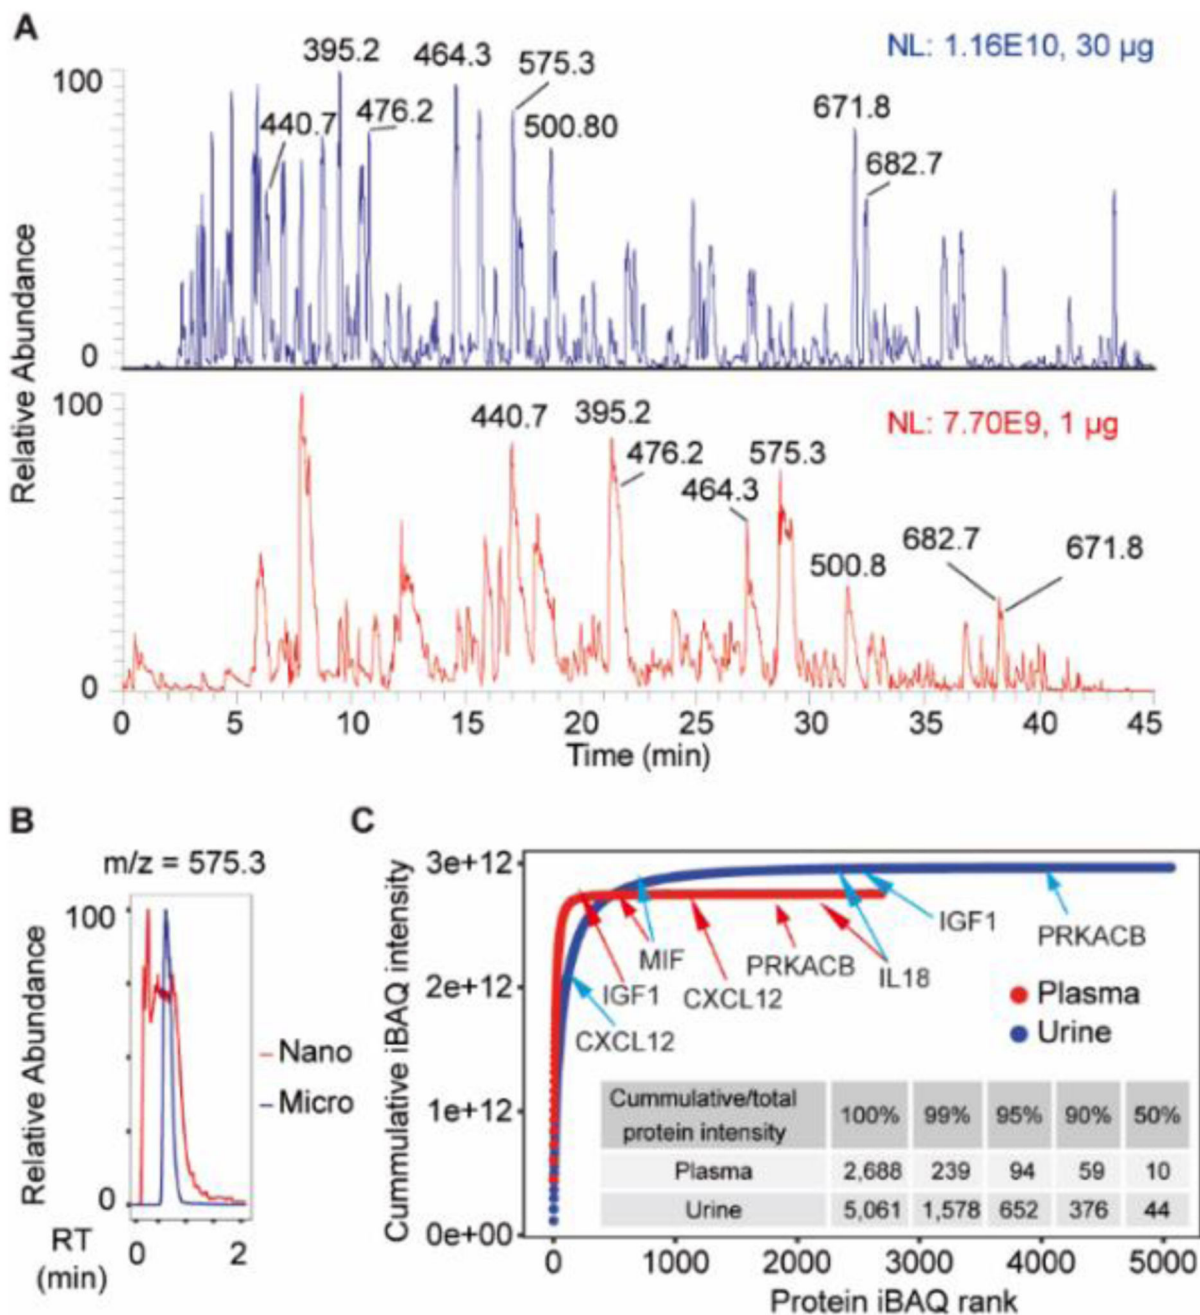 A
NL: 1.16E10, 30 µg
395.2
464.3
575.3
440.7
476.2
500.80
671.8
682.7
100
0
Relative Abundance
NL: 7.70E9, 1 µg
440.7
395.2
476.2
464.3
575.3
500.8
682.7
671.8
100
0
0 5 10 15 20 25 30 35 40 45
Time (min)
B
m/z = 575.3
100
0
Relative Abundance
Nano
Micro
RT
(min)
0 2
C
Cumulative iBAQ intensity
3e+12
2e+12
1e+12
0e+00
MIF
IGF1
CXCL12
CXCL12
PRKACB
IL18
IGF1
PRKACB
Plasma
Urine
Cummulative/total
protein intensity 100% 99% 95% 90% 50%
Plasma 2,688 239 94 59 10
Urine 5,061 1,578 652 376 44
0 1000 2000 3000 4000 5000
Protein iBAQ rank